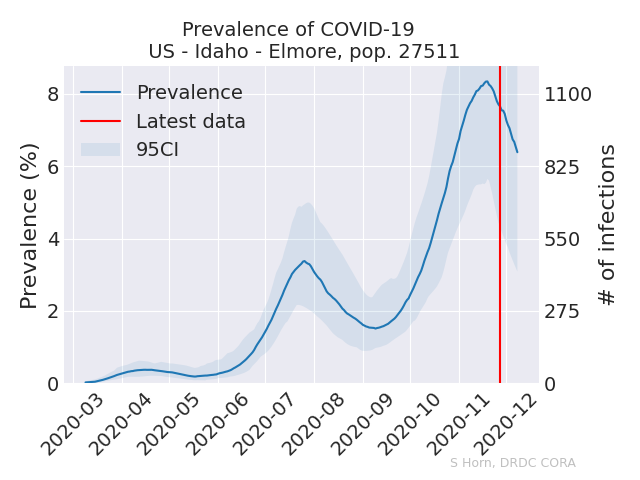 Prevalence of COVID-19
US - Idaho - Elmore, pop. 27511
Prevalence (%)
8
6
4
2
0
Prevalence
Latest data
95CI
1100
825
550
275
0
# of infections
2020-03
2020-04
2020-05
2020-06
2020-07
2020-08
2020-09
2020-10
2020-11
2020-12
S Horn, DRDC CORA